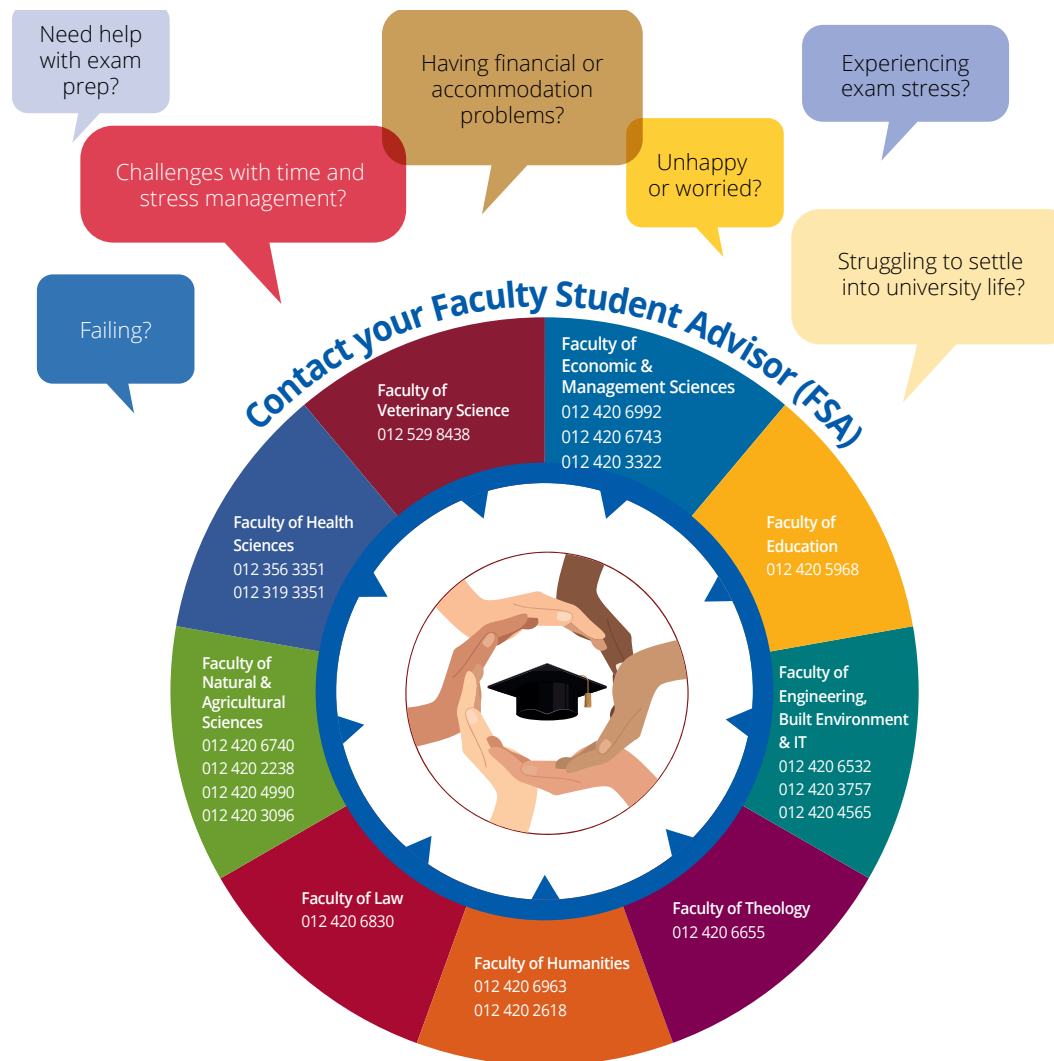 Need help
with exam
prep?
Having financial or
accommodation
problems?
Experiencing
exam stress?
Challenges with time and
stress management?
Unhappy
or worried?
Struggling to settle
into university life?
Failing?
Contact your Faculty Student Advisor (FSA)
Faculty of
Economic &
Management Sciences
012 420 6992
012 420 6743
012 420 3322
Faculty of
Education
012 420 5968
Faculty of
Engineering,
Built Environment
& IT
012 420 6532
012 420 3757
012 420 4565
Faculty of Theology
012 420 6655
Faculty of Humanities
012 420 6963
012 420 2618
Faculty of Law
012 420 6830
Faculty of
Natural &
Agricultural
Sciences
012 420 6740
012 420 2238
012 420 4990
012 420 3096
Faculty of Health
Sciences
012 356 3351
012 319 3351
Faculty of
Veterinary Science
012 529 8438